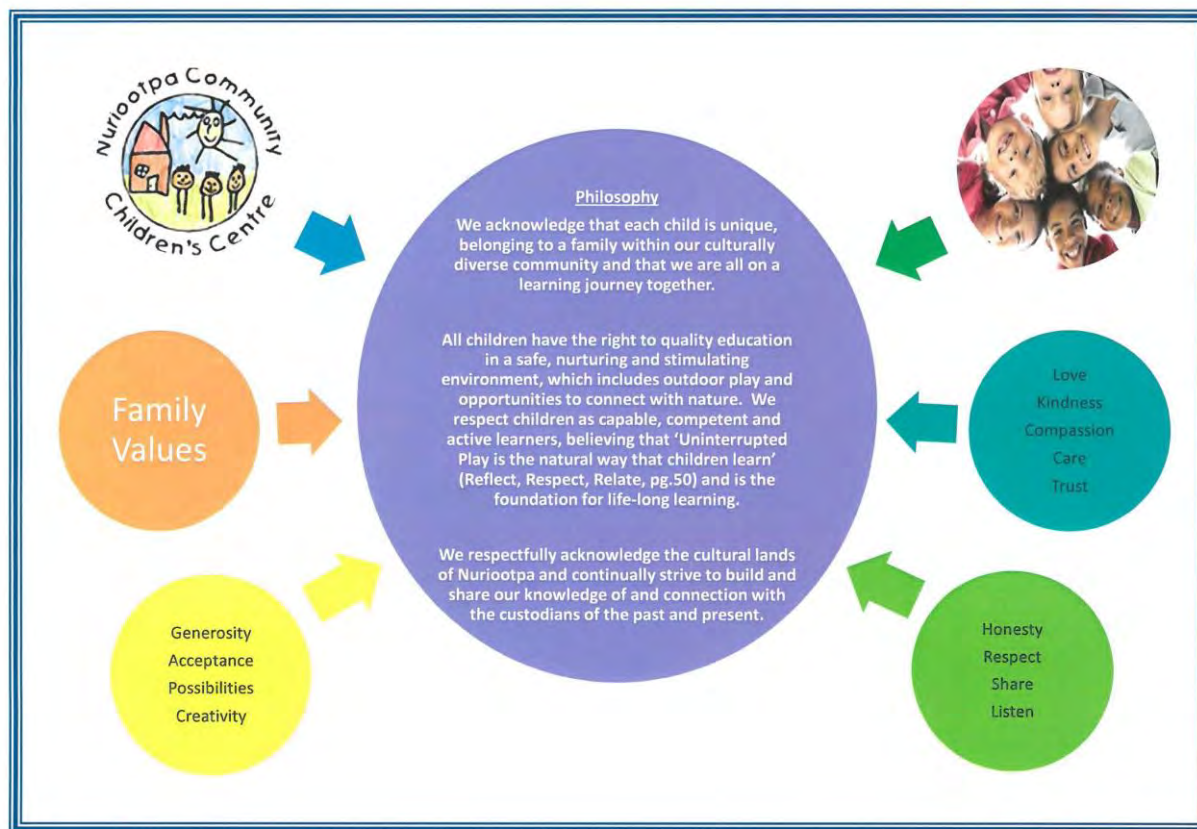 Nuriootpa Community
Children's Centre
Philosophy
We acknowledge that each child is unique,
belonging to a family within our culturally
diverse community and that we are all on a
learning journey together.
All children have the right to quality education
in a safe, nurturing and stimulating
environment, which includes outdoor play and
opportunities to connect with nature.  We
respect children as capable, competent and
active learners, believing that ‘Uninterrupted
Play is the natural way that children learn’
(Reflect, Respect, Relate, pg.50) and is the
foundation for life-long learning.
We respectfully acknowledge the cultural lands
of Nuriootpa and continually strive to build and
share our knowledge of and connection with
the custodians of the past and present.
Family
Values
Generosity
Acceptance
Possibilities
Creativity
Love
Kindness
Compassion
Care
Trust
Honesty
Respect
Share
Listen